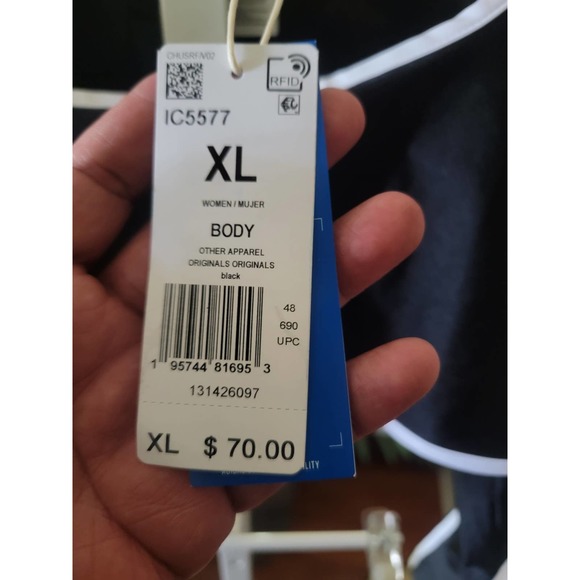 CHUSRFIV02
RFID
IC5577
XL
WOMEN / MUJER
BODY
OTHER APPAREL
ORIGINALS ORIGINALS
black
48
690
UPC
1 95744 81695 3
131426097
XL $ 70.00